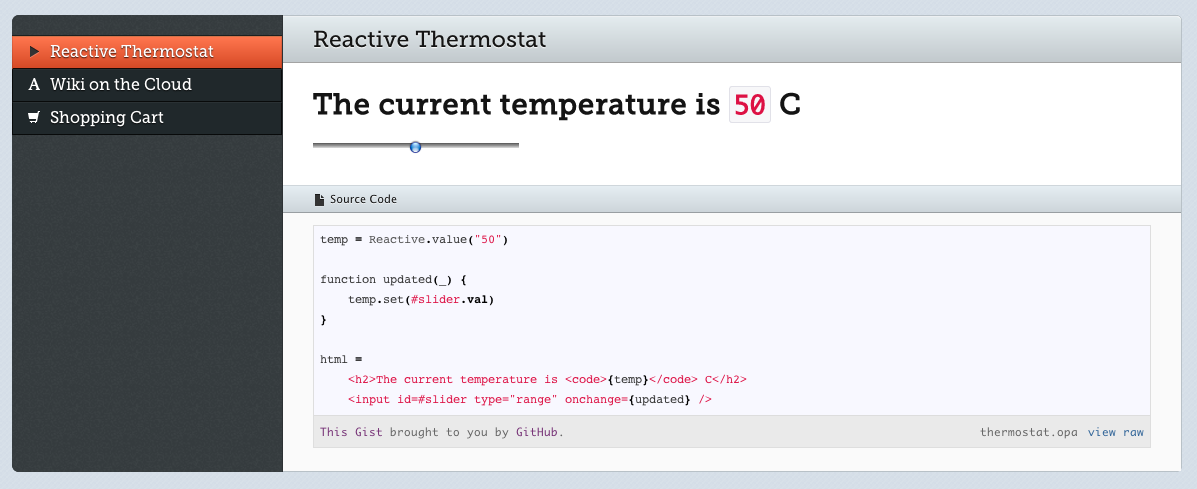 Reactive Thermostat
Wiki on the Cloud
Shopping Cart
Reactive Thermostat
The current temperature is 50 C
Source Code
temp = Reactive.value("50")
function updated(_) {
    temp.set(#slider.val)
}
html =
    <h2>The current temperature is <code>{temp}</code> C</h2>
    <input id=#slider type="range" onchange={updated} />
This Gist brought to you by GitHub. thermostat.opa view raw